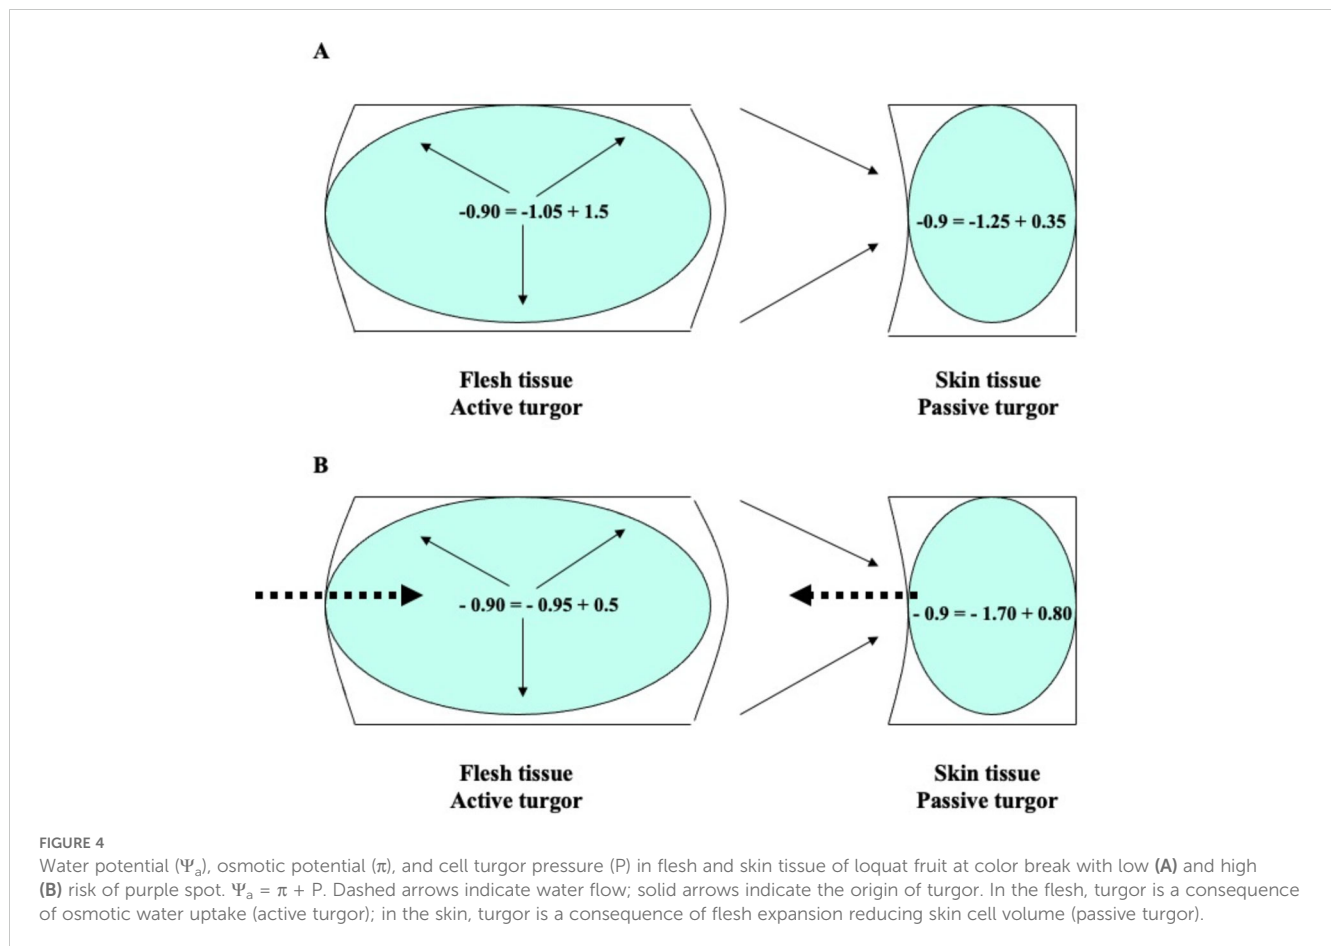 A
-0.90 = -1.05 + 1.5
-0.9 = -1.25 + 0.35
Flesh tissue
Active turgor
Skin tissue
Passive turgor
B
- 0.90 = - 0.95 + 0.5
- 0.9 = - 1.70 + 0.80
Flesh tissue
Active turgor
Skin tissue
Passive turgor
FIGURE 4
Water potential (Ψa), osmotic potential (π), and cell turgor pressure (P) in flesh and skin tissue of loquat fruit at color break with low (A) and high
(B) risk of purple spot. Ψa = π + P. Dashed arrows indicate water flow; solid arrows indicate the origin of turgor. In the flesh, turgor is a consequence
of osmotic water uptake (active turgor); in the skin, turgor is a consequence of flesh expansion reducing skin cell volume (passive turgor).